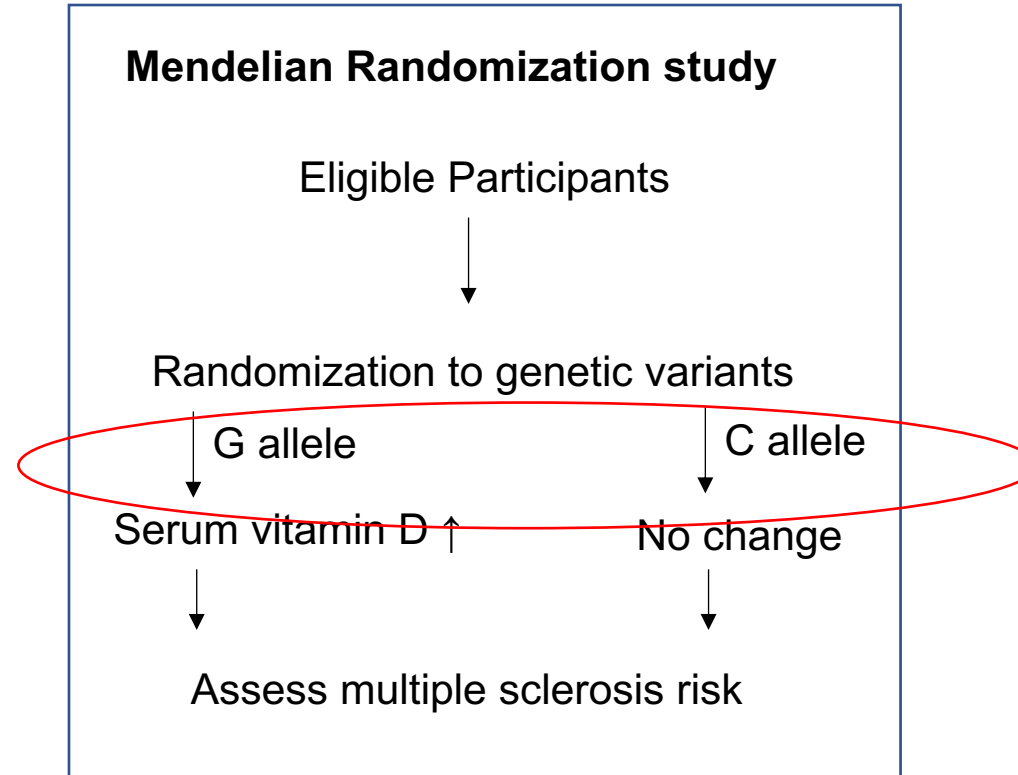 Mendelian Randomization study
Eligible Participants
Randomization to genetic variants
G allele C allele
Serum vitamin D ↑ No change
Assess multiple sclerosis risk